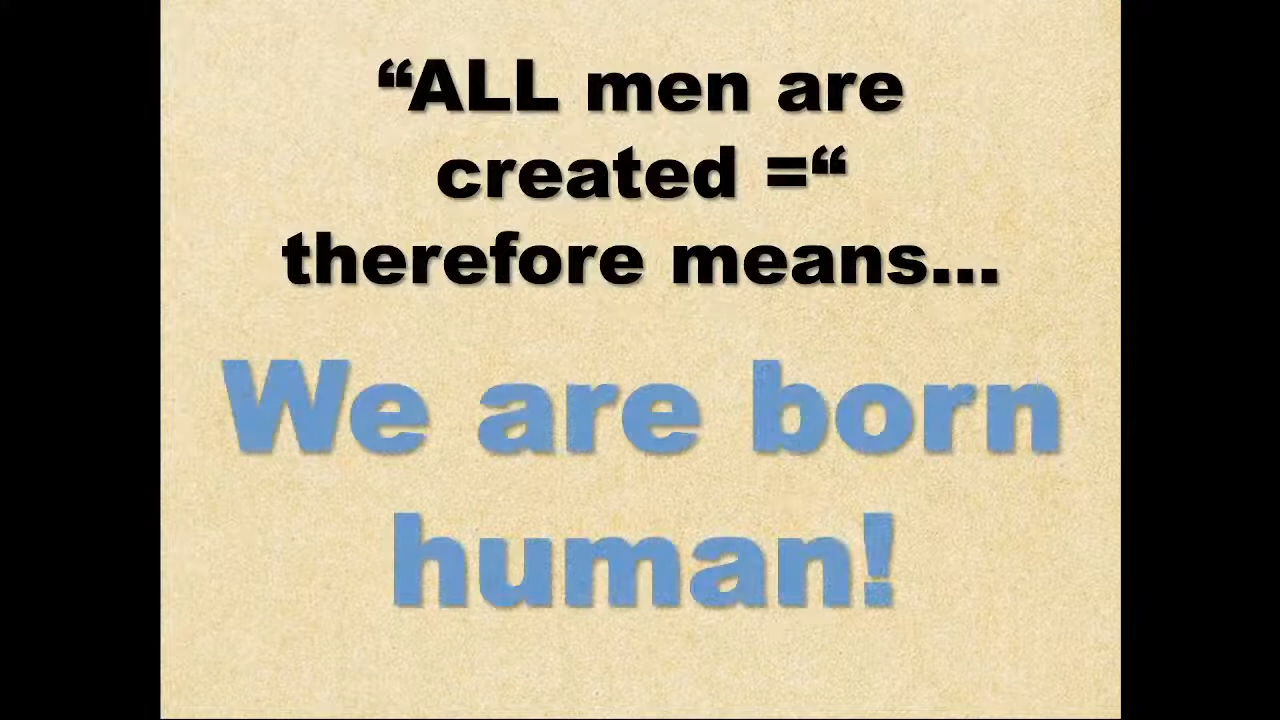 “ALL men are
created =“
therefore means...
We are born
human!